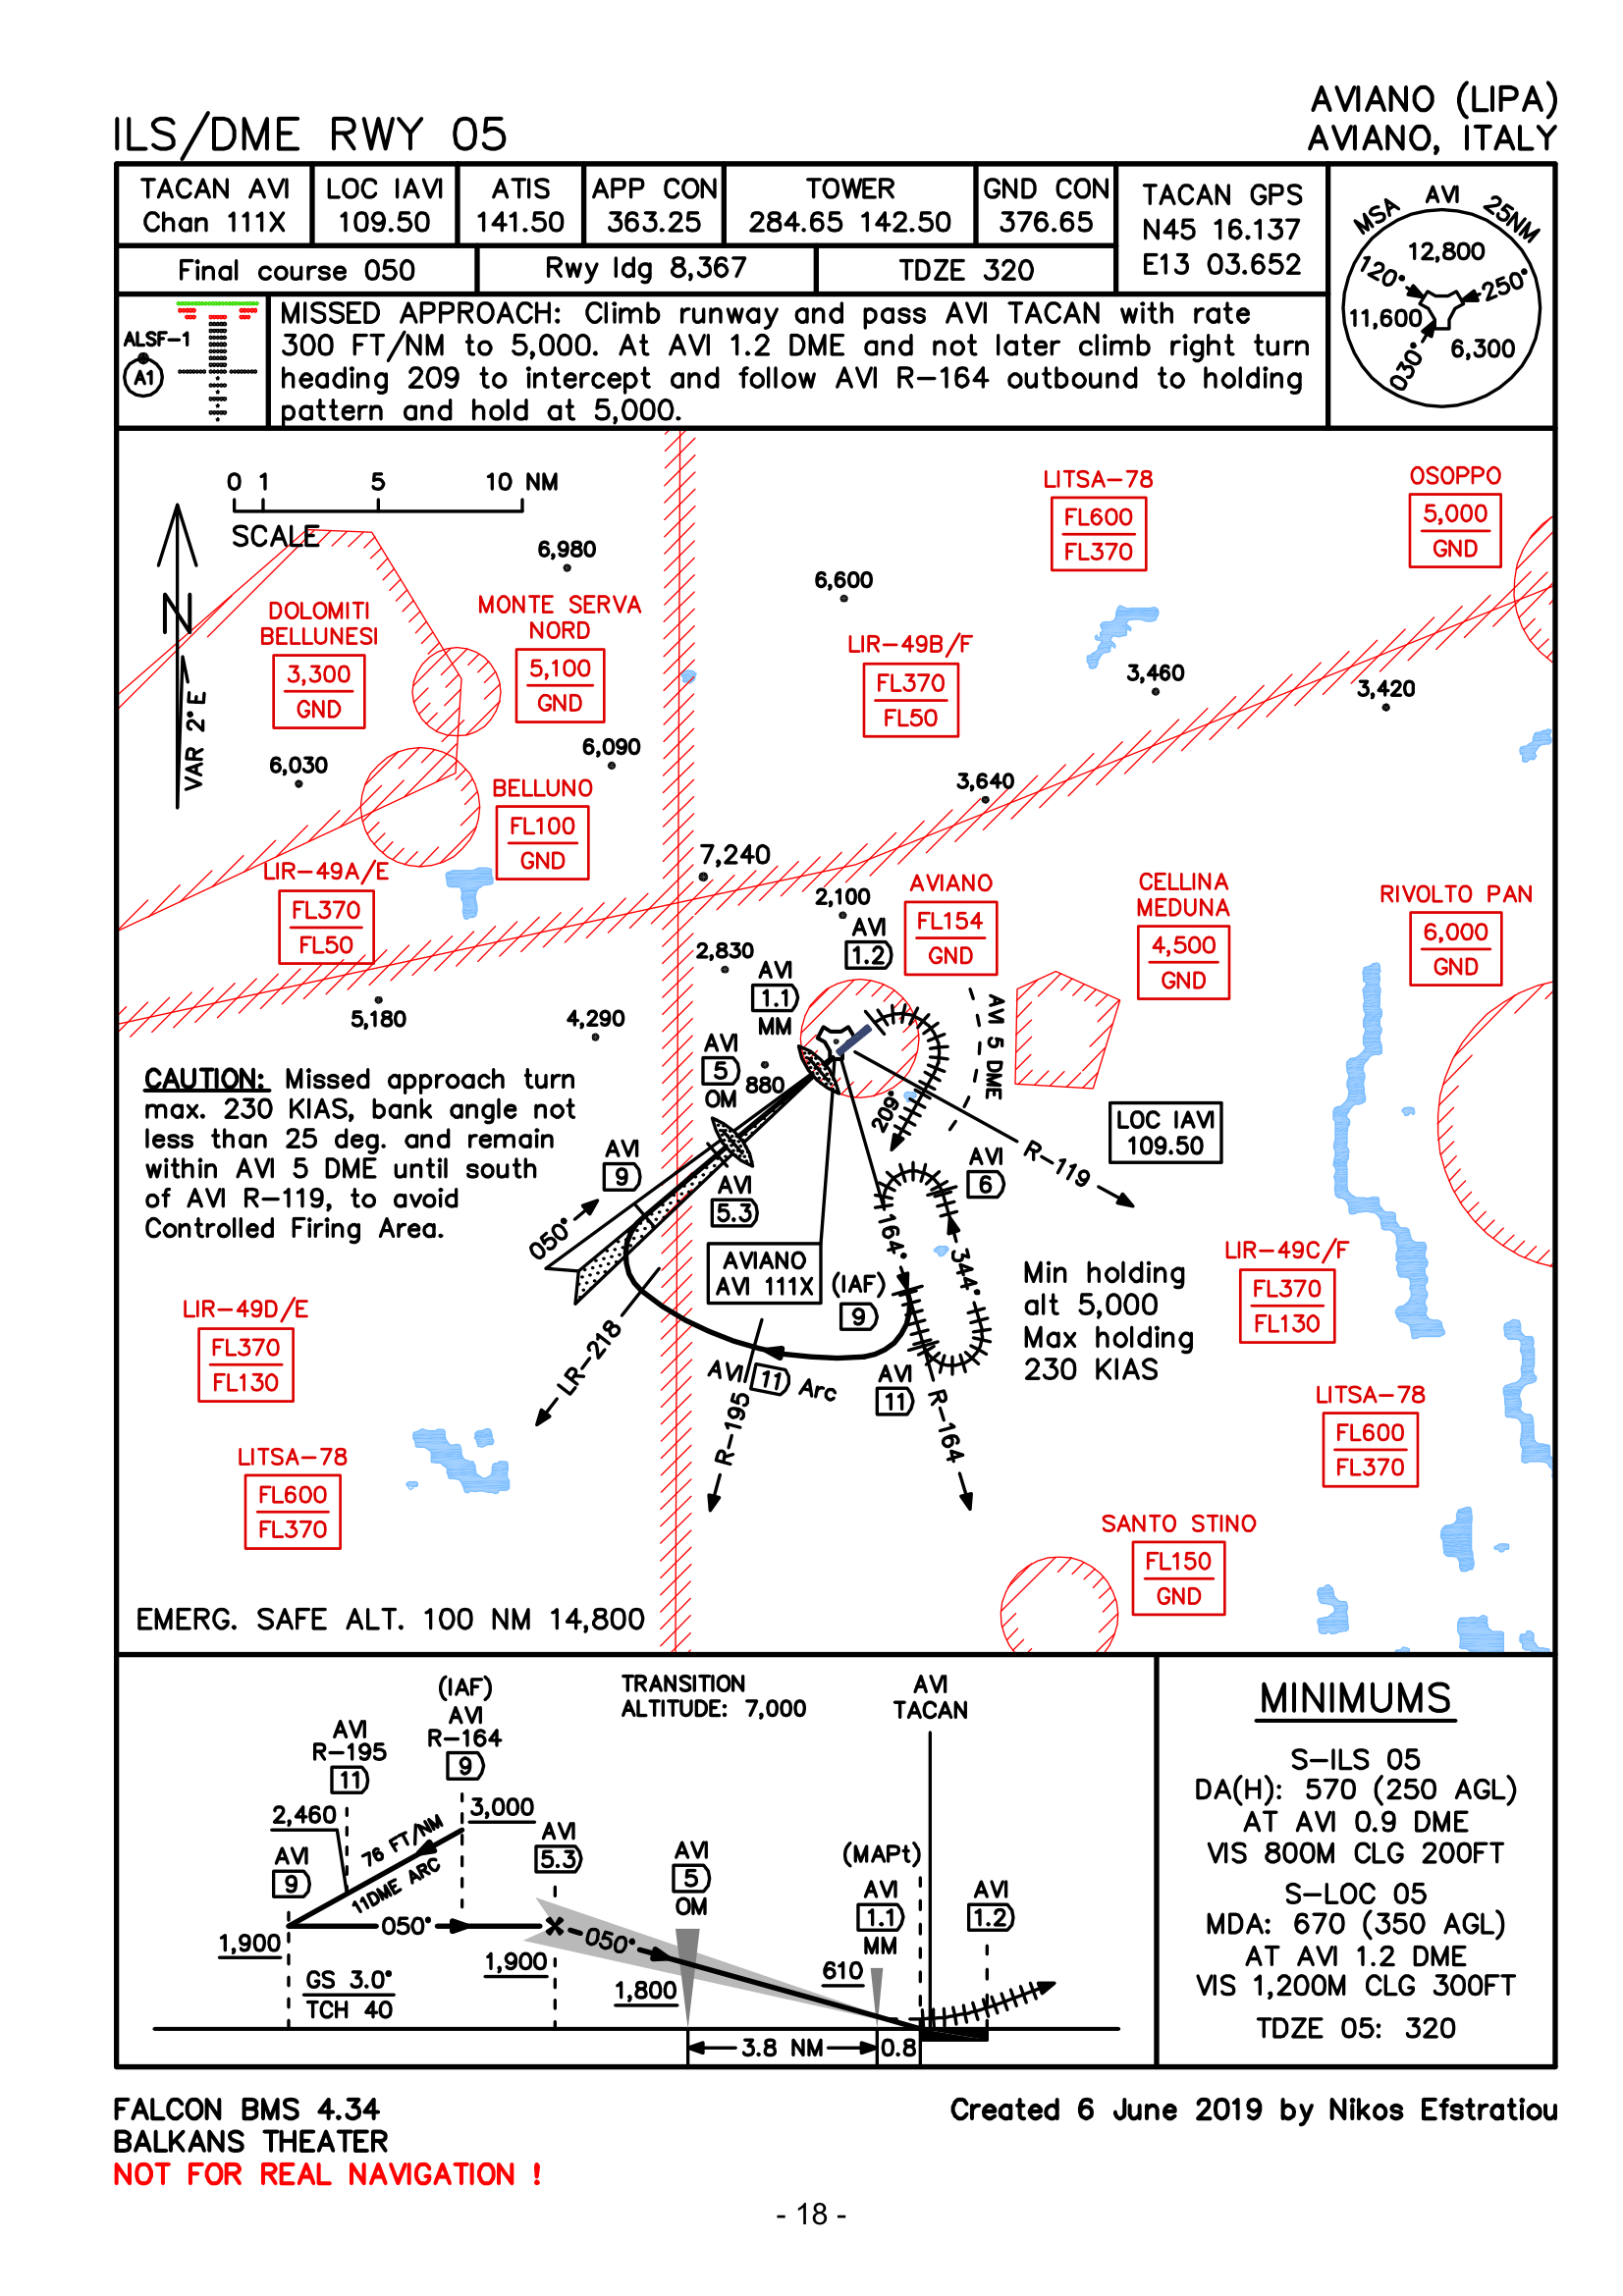 ILS/DME RWY 05
AVIANO (LIPA)
AVIANO, ITALY
TACAN AVI
Chan 111X
LOC IAVI
109.50
ATIS
141.50
APP CON
363.25
TOWER
284.65 142.50
GND CON
376.65
TACAN GPS
N45 16.137
E13 03.652
Final course 050
Rwy ldg 8,367
TDZE 320
MSA AVI 25NM
12,800
120°
250°
11,600
6,300
030°
ALSF-1
A1
MISSED APPROACH: Climb runway and pass AVI TACAN with rate
300 FT/NM to 5,000. At AVI 1.2 DME and not later climb right turn
heading 209 to intercept and follow AVI R-164 outbound to holding
pattern and hold at 5,000.
0 1 5 10 NM
SCALE
N
VAR 2°E
6,980
6,600
LITSA-78
FL600
FL370
OSOPPO
5,000
GND
DOLOMITI
BELLUNESI
3,300
GND
MONTE SERVA
NORD
5,100
GND
LIR-49B/F
FL370
FL50
3,460
3,420
6,030
6,090
BELLUNO
FL100
GND
3,640
LIR-49A/E
FL370
FL50
7,240
2,100
AVIANO
FL154
GND
CELLINA
MEDUNA
4,500
GND
RIVOLTO PAN
6,000
GND
2,830
AVI
1.2
AVI
1.1
MM
5,180
4,290
AVI 5 DME
AVI
5
OM
880
CAUTION: Missed approach turn
max. 230 KIAS, bank angle not
less than 25 deg. and remain
within AVI 5 DME until south
of AVI R-119, to avoid
Controlled Firing Area.
209°
LOC IAVI
109.50
R-119
AVI
9
AVI
6
AVI
5.3
050°
164°
344°
AVIANO
AVI 111X
(IAF)
9
Min holding
alt 5,000
Max holding
230 KIAS
LIR-49C/F
FL370
FL130
LIR-49D/E
FL370
FL130
LR-218
AVI 11 Arc
AVI
11
R-195
R-164
LITSA-78
FL600
FL370
LITSA-78
FL600
FL370
SANTO STINO
FL150
GND
EMERG. SAFE ALT. 100 NM 14,800
(IAF)
AVI
R-164
9
AVI
R-195
11
TRANSITION
ALTITUDE: 7,000
AVI
TACAN
2,460
76 FT/NM
11DME ARC
3,000
AVI
9
AVI
5.3
AVI
5
OM
(MAPt)
AVI
1.1
MM
AVI
1.2
050°
050°
1,900
1,900
1,800
610
GS 3.0°
TCH 40
3.8 NM
0.8
MINIMUMS
S-ILS 05
DA(H): 570 (250 AGL)
AT AVI 0.9 DME
VIS 800M CLG 200FT
S-LOC 05
MDA: 670 (350 AGL)
AT AVI 1.2 DME
VIS 1,200M CLG 300FT
TDZE 05: 320
FALCON BMS 4.34
BALKANS THEATER
NOT FOR REAL NAVIGATION !
Created 6 June 2019 by Nikos Efstratiou
- 18 -